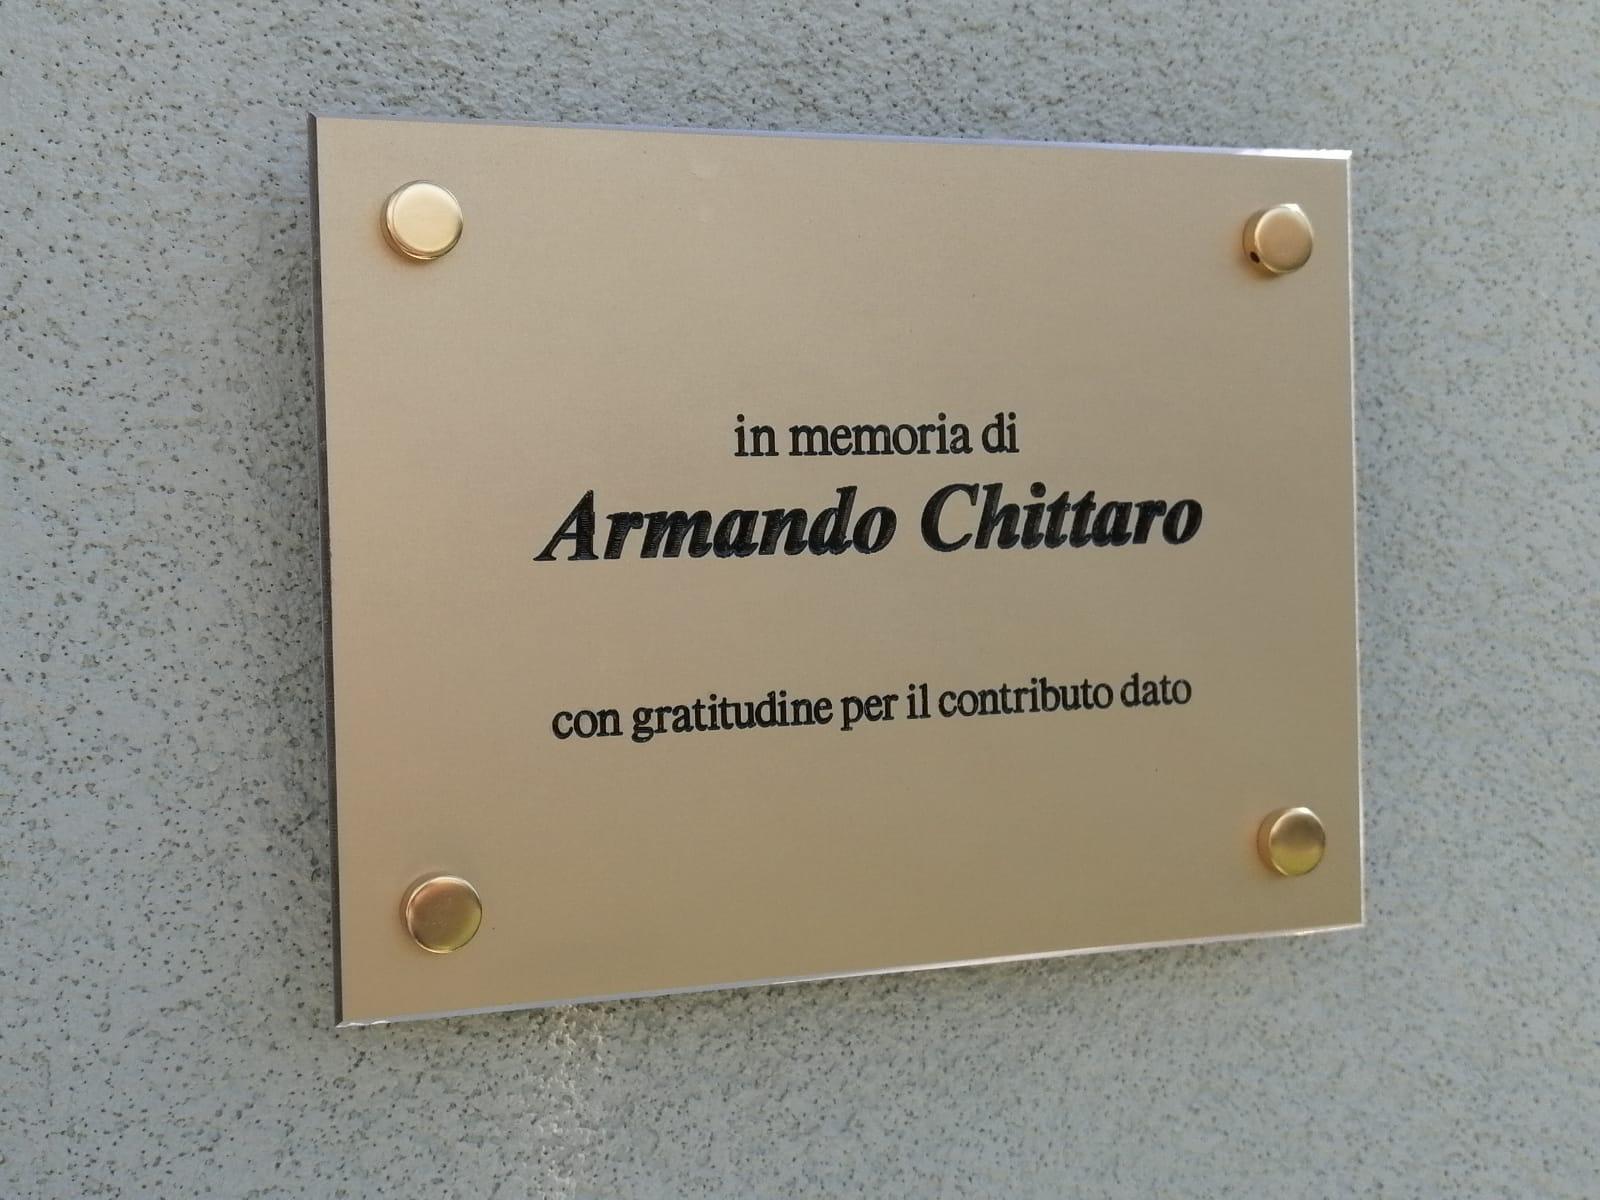 in memoria di
Armando Chittaro
con gratitudine per il contributo dato